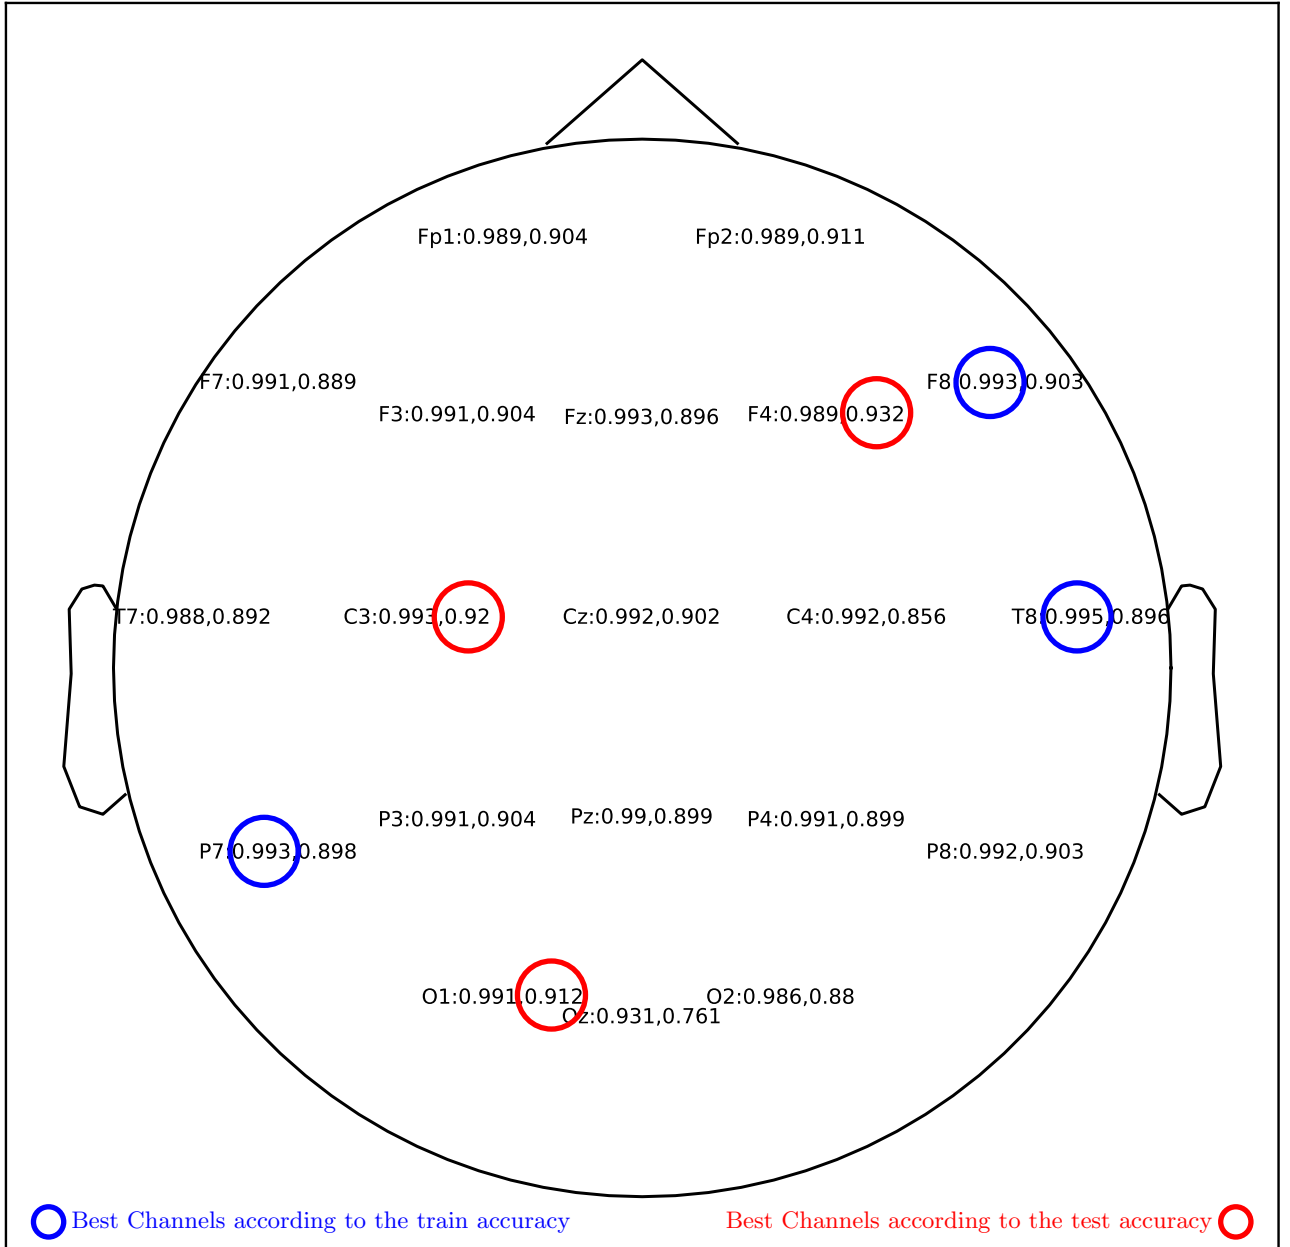 Fp1:0.989,0.904
Fp2:0.989,0.911
F7:0.991,0.889
F8:0.993,0.903
F3:0.991,0.904
Fz:0.993,0.896
F4:0.989,0.932
T7:0.988,0.892
C3:0.993,0.92
Cz:0.992,0.902
C4:0.992,0.856
T8:0.995,0.896
P3:0.991,0.904
Pz:0.99,0.899
P4:0.991,0.899
P7:0.993,0.898
P8:0.992,0.903
O1:0.991,0.912
O2:0.986,0.88
Oz:0.931,0.761
Best Channels according to the train accuracy
Best Channels according to the test accuracy